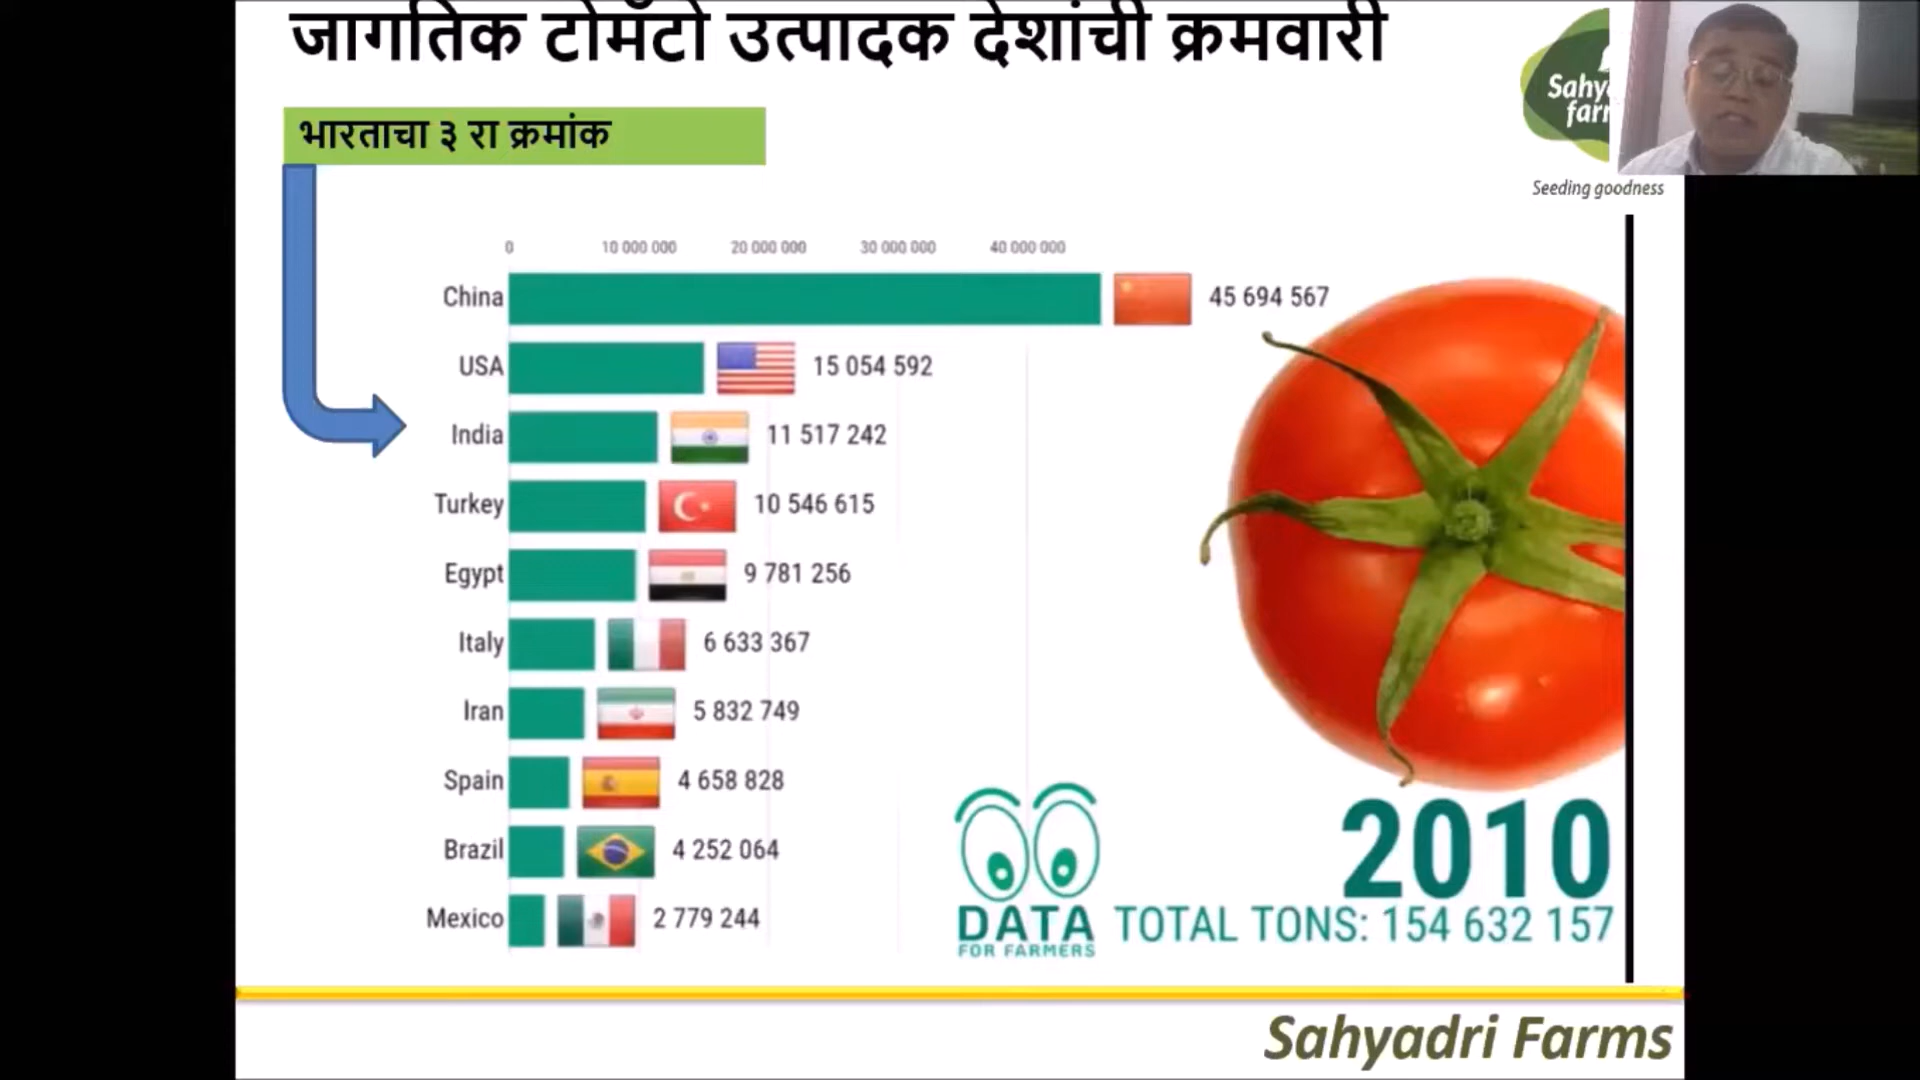 जागतिक टोमॅटो उत्पादक देशांची क्रमवारी
भारताचा ३ रा क्रमांक
Seeding goodness
0 10 000 000 20 000 000 30 000 000 40 000 000
China 45 694 567
USA 15 054 592
India 11 517 242
Turkey 10 546 615
Egypt 9 781 256
Italy 6 633 367
Iran 5 832 749
Spain 4 658 828
Brazil 4 252 064
Mexico 2 779 244
2010
TOTAL TONS: 154 632 157
DATA
FOR FARMERS
Sahyadri Farms